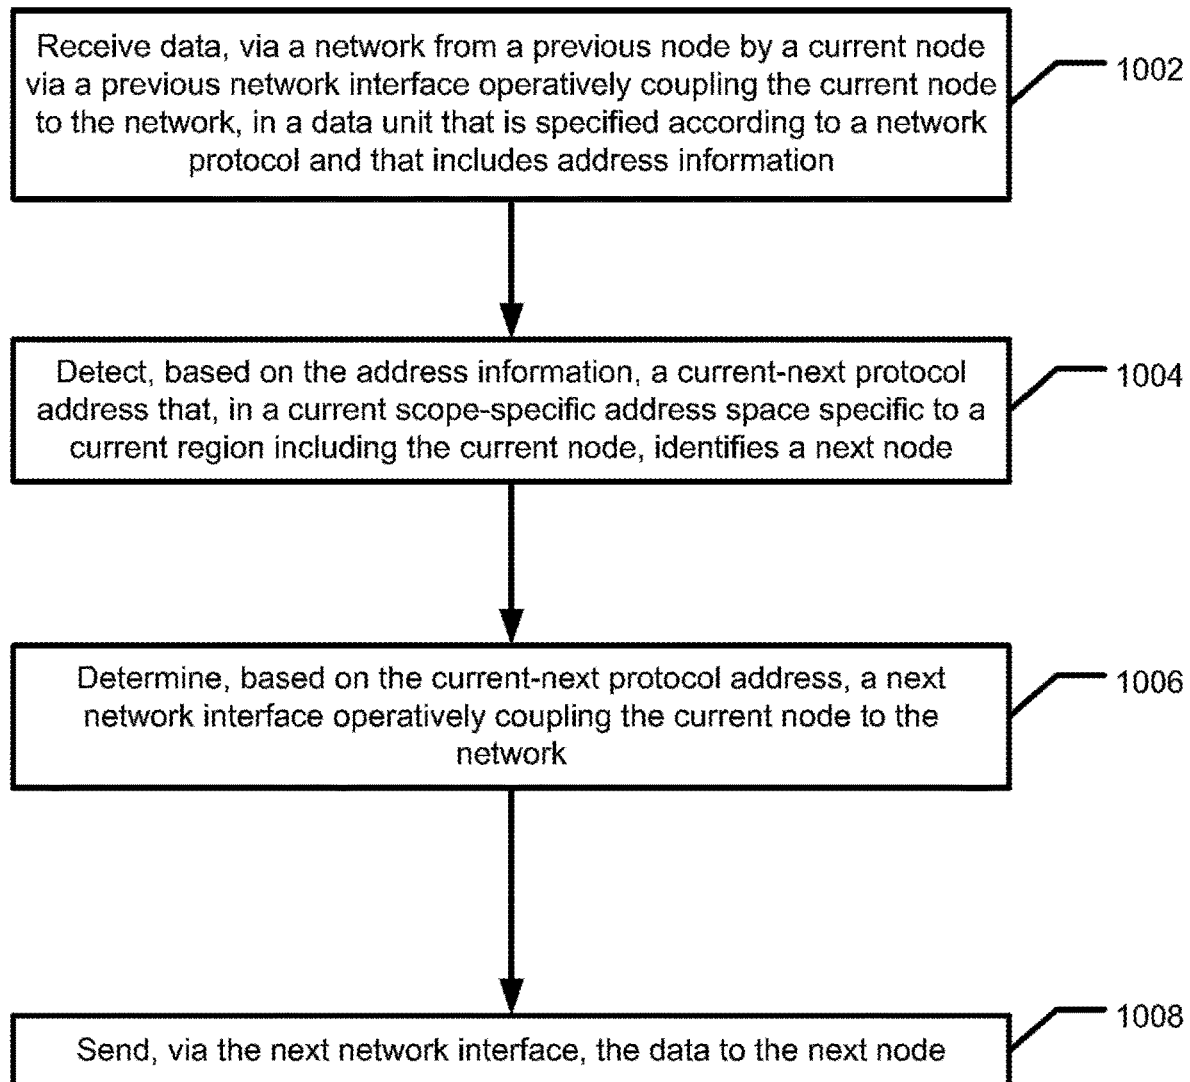 Receive data, via a network from a previous node by a current node
via a previous network interface operatively coupling the current node
to the network, in a data unit that is specified according to a network
protocol and that includes address information
1002
Detect, based on the address information, a current-next protocol
address that, in a current scope-specific address space specific to a
current region including the current node, identifies a next node
1004
Determine, based on the current-next protocol address, a next
network interface operatively coupling the current node to the
network
1006
Send, via the next network interface, the data to the next node
1008